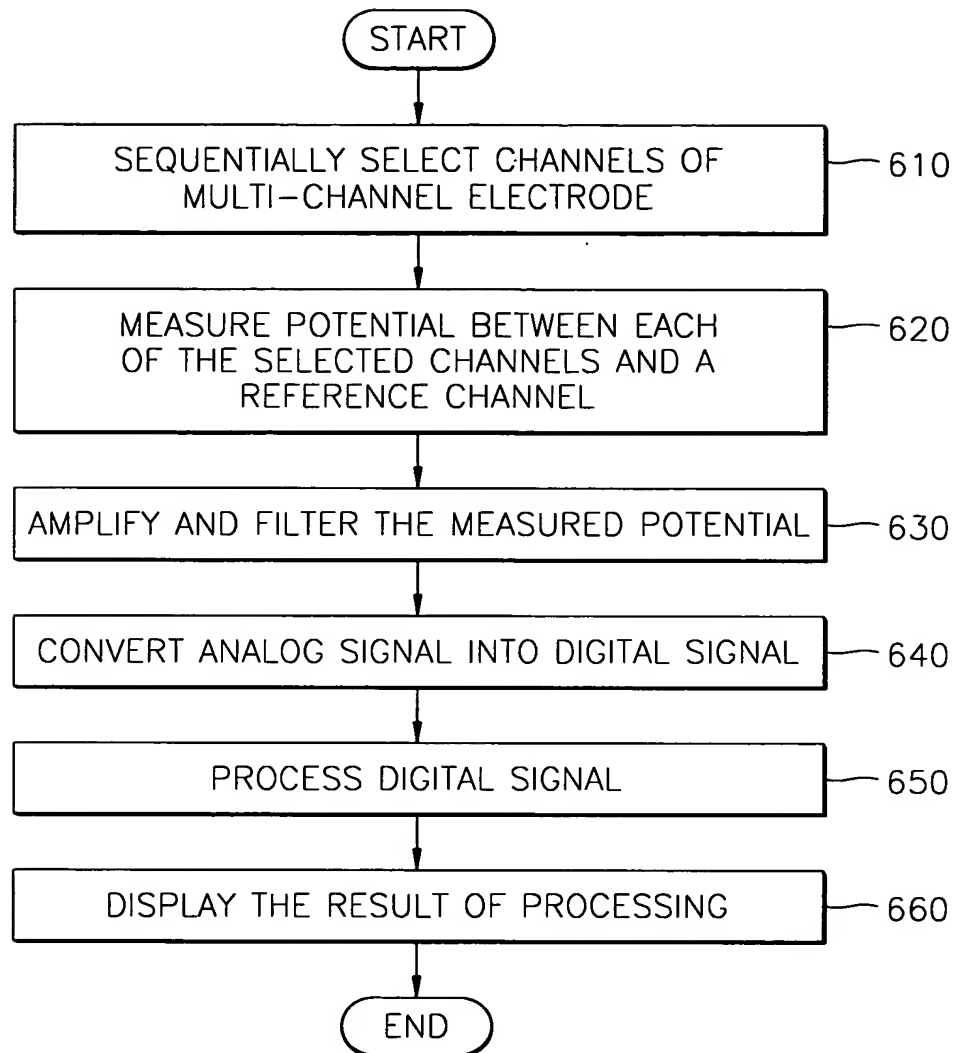 START
SEQUENTIALLY SELECT CHANNELS OF
MULTI-CHANNEL ELECTRODE
610
MEASURE POTENTIAL BETWEEN EACH
OF THE SELECTED CHANNELS AND A
REFERENCE CHANNEL
620
AMPLIFY AND FILTER THE MEASURED POTENTIAL
630
CONVERT ANALOG SIGNAL INTO DIGITAL SIGNAL
640
PROCESS DIGITAL SIGNAL
650
DISPLAY THE RESULT OF PROCESSING
660
END